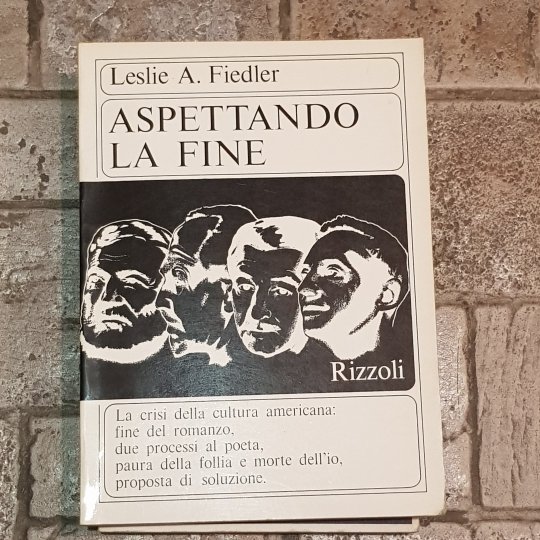 Leslie A. Fiedler
ASPETTANDO
LA FINE
Rizzoli
La crisi della cultura americana:
fine del romanzo,
due processi al poeta,
paura della follia e morte dell'io,
proposta di soluzione.